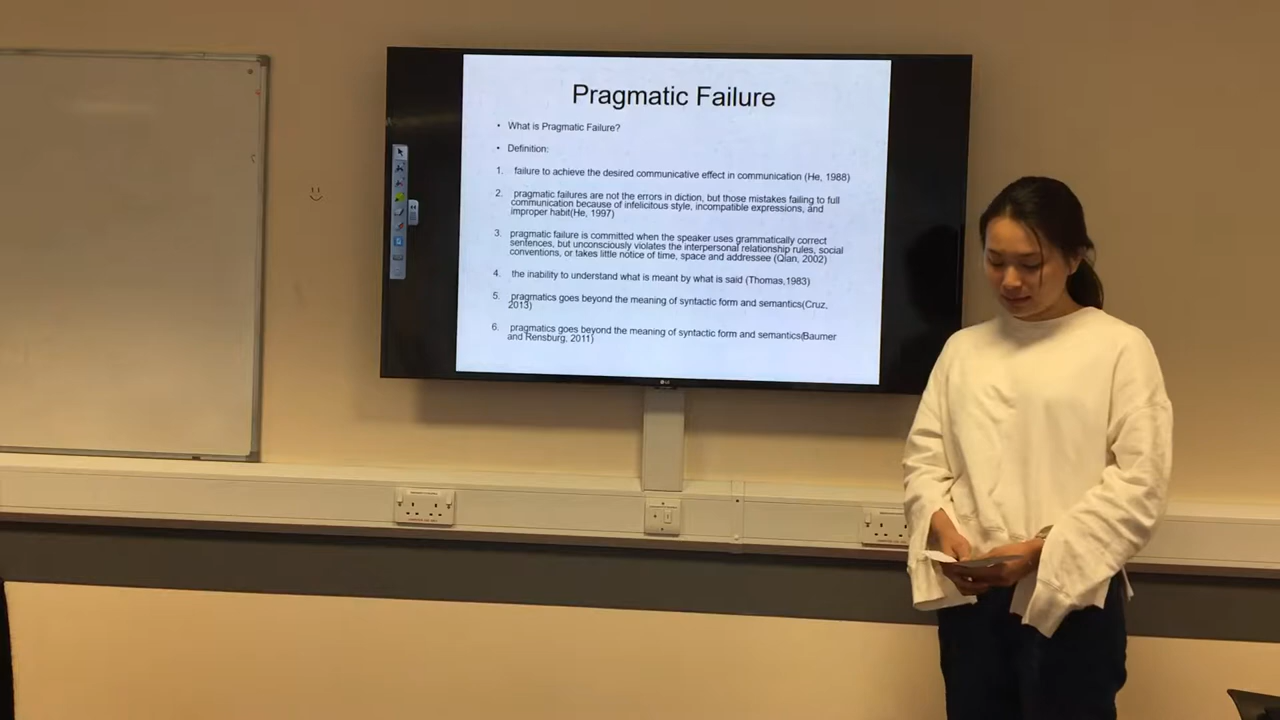 Pragmatic Failure
• What is Pragmatic Failure?
• Definition:
1. failure to achieve the desired communicative effect in communication (He, 1988)
2. pragmatic failures are not the errors in diction, but those mistakes failing to full
communication because of infelicitous style, incompatible expressions, and
improper habit(He, 1997)
3. pragmatic failure is committed when the speaker uses grammatically correct
sentences, but unconsciously violates the interpersonal relationship rules, social
conventions, or takes little notice of time, space and addressee (Qian, 2002)
4. the inability to understand what is meant by what is said (Thomas,1983)
5. pragmatics goes beyond the meaning of syntactic form and semantics(Cruz,
2013)
6. pragmatics goes beyond the meaning of syntactic form and semantics(Baumer
and Rensburg, 2011)
LG